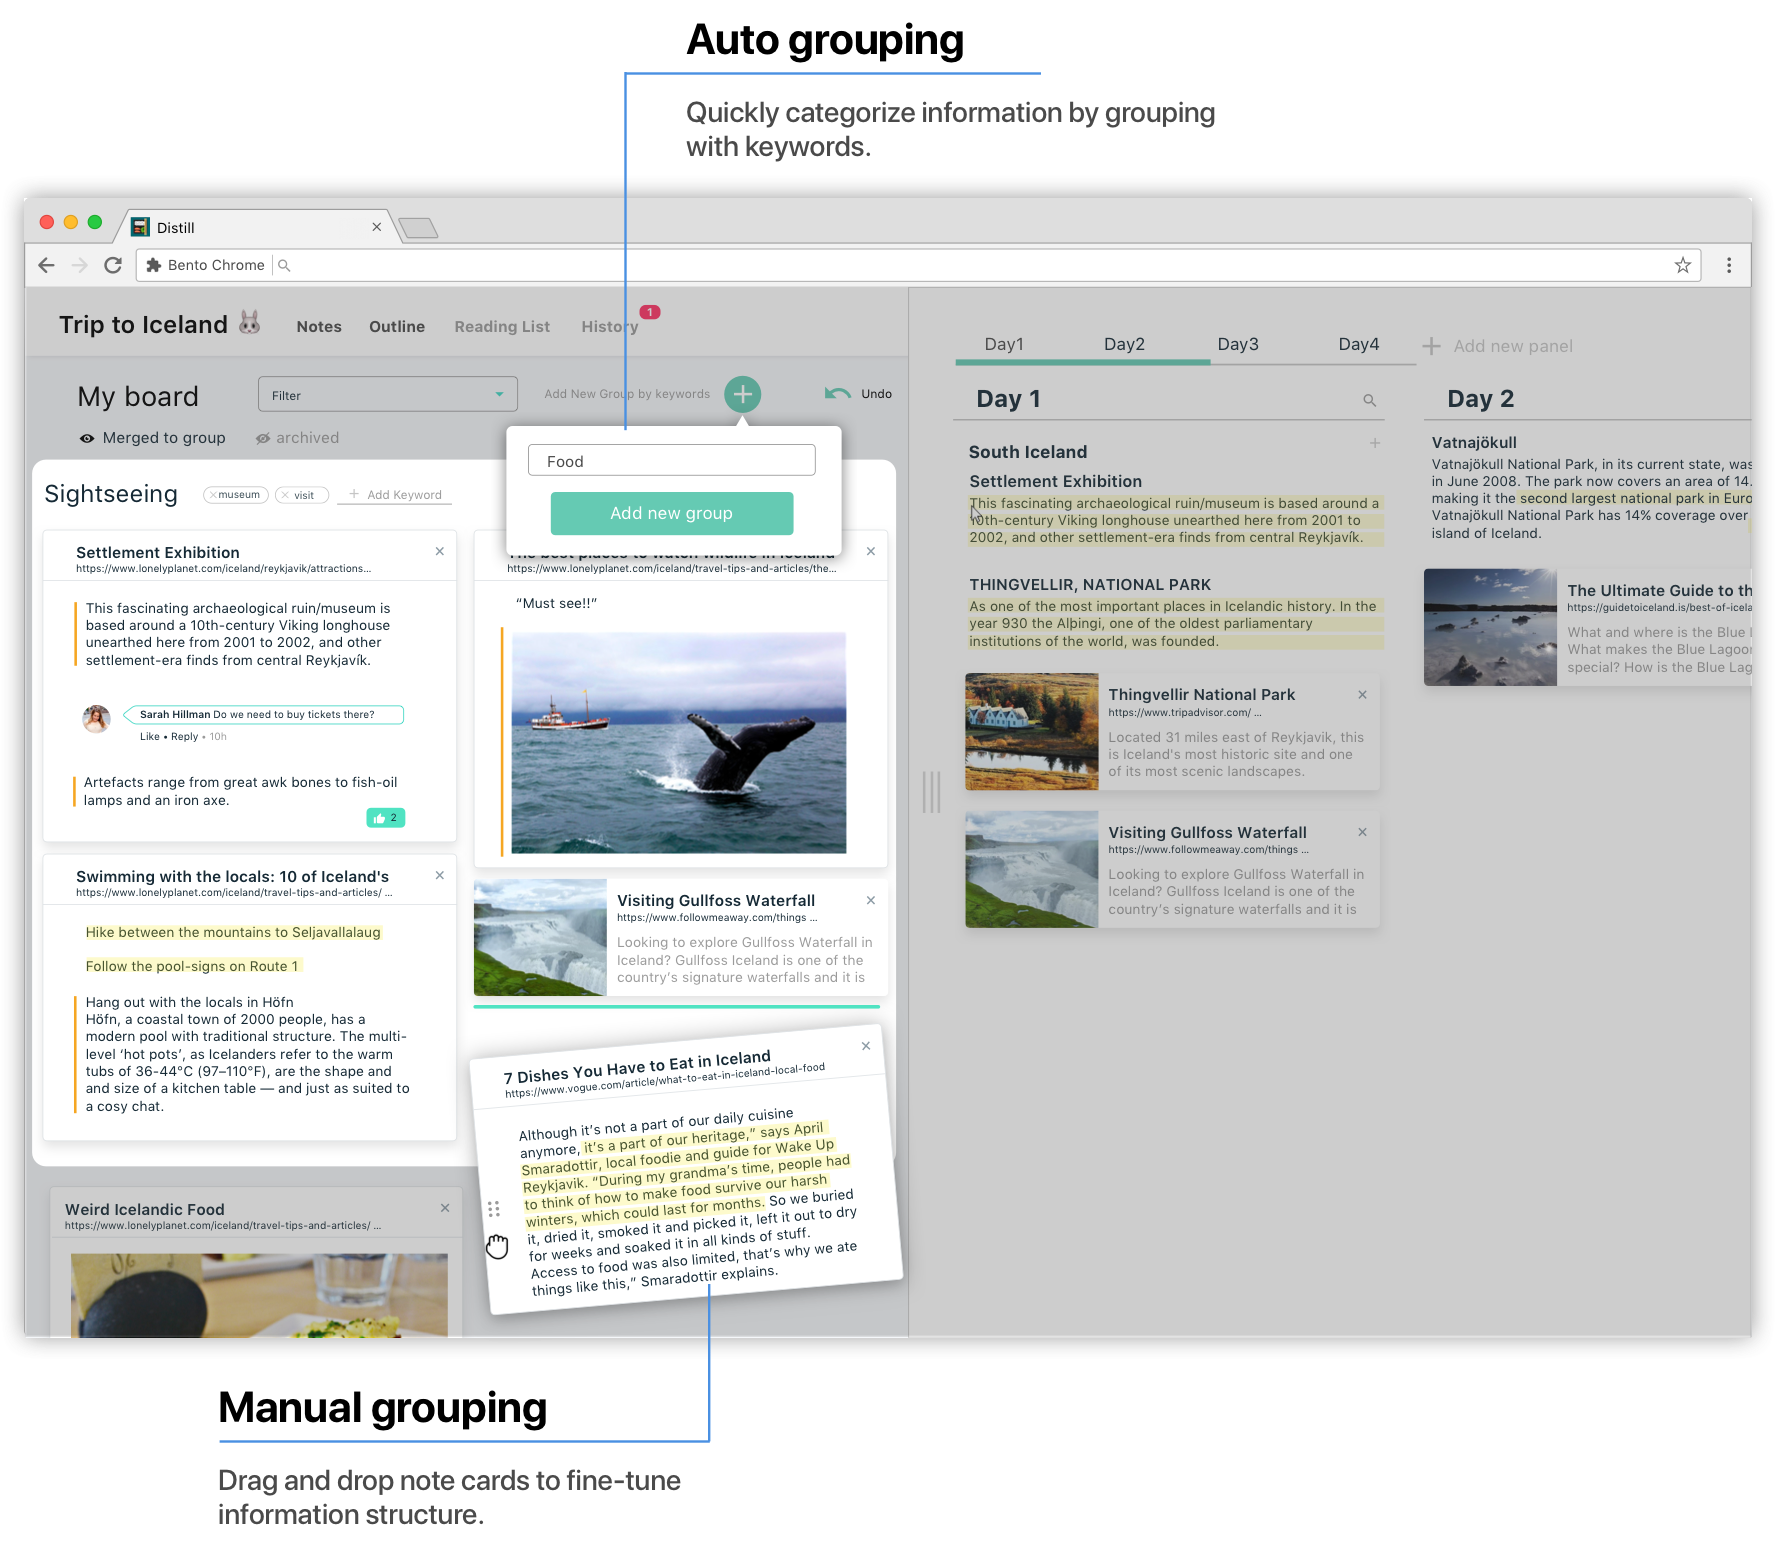 Auto grouping
Quickly categorize information by grouping
with keywords.
Distill
Bento Chrome
Trip to Iceland
Notes
Outline
Reading List
History
1
My board
Filter
Add New Group by keywords
Undo
Merged to group
archived
Food
Add new group
Sightseeing
museum
visit
Add Keyword
Settlement Exhibition
https://www.lonelyplanet.com/iceland/reykjavik/attractions...
This fascinating archaeological ruin/museum is
based around a 10th-century Viking longhouse
unearthed here from 2001 to 2002, and other
settlement-era finds from central Reykjavík.
Sarah Hillman Do we need to buy tickets there?
Like • Reply • 10h
Artefacts range from great awk bones to fish-oil
lamps and an iron axe.
2
Swimming with the locals: 10 of Iceland's
https://www.lonelyplanet.com/iceland/travel-tips-and-articles/ ...
Hike between the mountains to Seljavallalaug
Follow the pool-signs on Route 1
Hang out with the locals in Höfn
Höfn, a coastal town of 2000 people, has a
modern pool with traditional structure. The multi-
level ‘hot pots’, as Icelanders refer to the warm
tubs of 36-44°C (97–110°F), are the shape and
and size of a kitchen table — and just as suited to
a cosy chat.
The best places to watch wildlife in Iceland
https://www.lonelyplanet.com/iceland/travel-tips-and-articles/the...
“Must see!!”
Visiting Gullfoss Waterfall
https://www.followmeaway.com/things ...
Looking to explore Gullfoss Waterfall in
Iceland? Gullfoss Iceland is one of the
country’s signature waterfalls and it is
7 Dishes You Have to Eat in Iceland
https://www.vogue.com/article/what-to-eat-in-iceland-local-food
Although it’s not a part of our daily cuisine
anymore, it’s a part of our heritage,” says April
Smaradottir, local foodie and guide for Wake Up
Reykjavik. “During my grandma’s time, people had
to think of how to make food survive our harsh
winters, which could last for months. So we buried
it, dried it, smoked it and picked it, left it out to dry
for weeks and soaked it in all kinds of stuff.
Access to food was also limited, that’s why we ate
things like this,” Smaradottir explains.
Weird Icelandic Food
https://www.lonelyplanet.com/iceland/travel-tips-and-articles/ ...
Day1
Day2
Day3
Day4
Add new panel
Day 1
South Iceland
Settlement Exhibition
This fascinating archaeological ruin/museum is based around a
10th-century Viking longhouse unearthed here from 2001 to
2002, and other settlement-era finds from central Reykjavík.
THINGVELLIR, NATIONAL PARK
As one of the most important places in Icelandic history. In the
year 930 the Alþingi, one of the oldest parliamentary
institutions of the world, was founded.
Thingvellir National Park
https://www.tripadvisor.com/ ...
Located 31 miles east of Reykjavik, this
is Iceland's most historic site and one
of its most scenic landscapes.
Visiting Gullfoss Waterfall
https://www.followmeaway.com/things ...
Looking to explore Gullfoss Waterfall in
Iceland? Gullfoss Iceland is one of the
country’s signature waterfalls and it is
Day 2
Vatnajökull
Vatnajökull National Park, in its current state, was
in June 2008. The park now covers an area of 14.
making it the second largest national park in Euro
Vatnajökull National Park has 14% coverage over
island of Iceland.
The Ultimate Guide to th
https://guidetoiceland.is/best-of-icela
What and where is the Blue l
What makes the Blue Lagoor
special? How is the Blue Lag
Manual grouping
Drag and drop note cards to fine-tune
information structure.